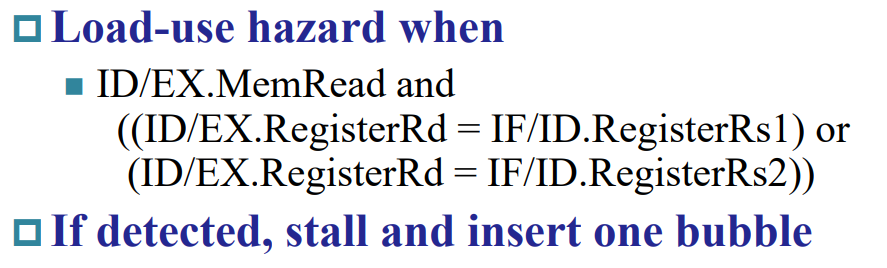 Load-use hazard when
ID/EX.MemRead and
((ID/EX.RegisterRd = IF/ID.RegisterRs1) or
(ID/EX.RegisterRd = IF/ID.RegisterRs2))
If detected, stall and insert one bubble